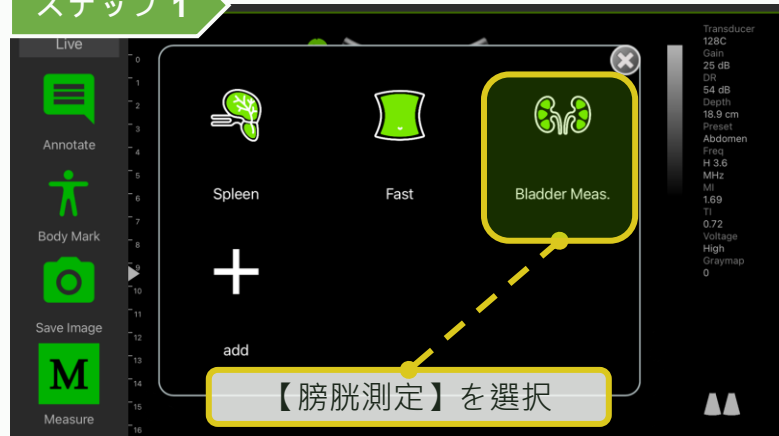 ステップ 1
Live
Annotate
Body Mark
Save Image
M
Measure
0
1
2
3
4
5
6
7
8
9
10
11
12
13
14
15
16
Spleen
Fast
Bladder Meas.
add
【膀胱測定】を選択
Transducer
128C
Gain
25 dB
DR
54 dB
Depth
18.9 cm
Preset
Abdomen
Freq
H 3.6
MHz
MI
1.69
TI
0.72
Voltage
High
Graymap
0